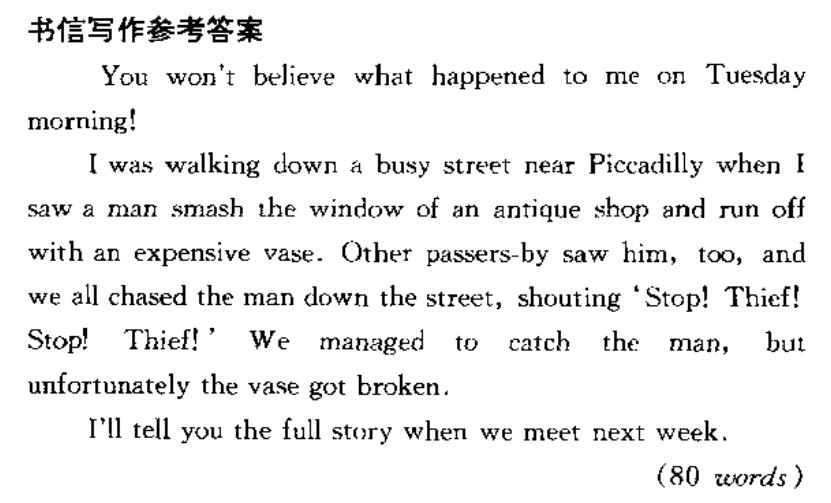 书信写作参考答案
You won't believe what happened to me on Tuesday
morning!
I was walking down a busy street near Piccadilly when I
saw a man smash the window of an antique shop and run off
with an expensive vase. Other passers-by saw him, too, and
we all chased the man down the street, shouting 'Stop! Thief!
Stop! Thief!' We managed to catch the man, but
unfortunately the vase got broken.
I'll tell you the full story when we meet next week.
(80 words)